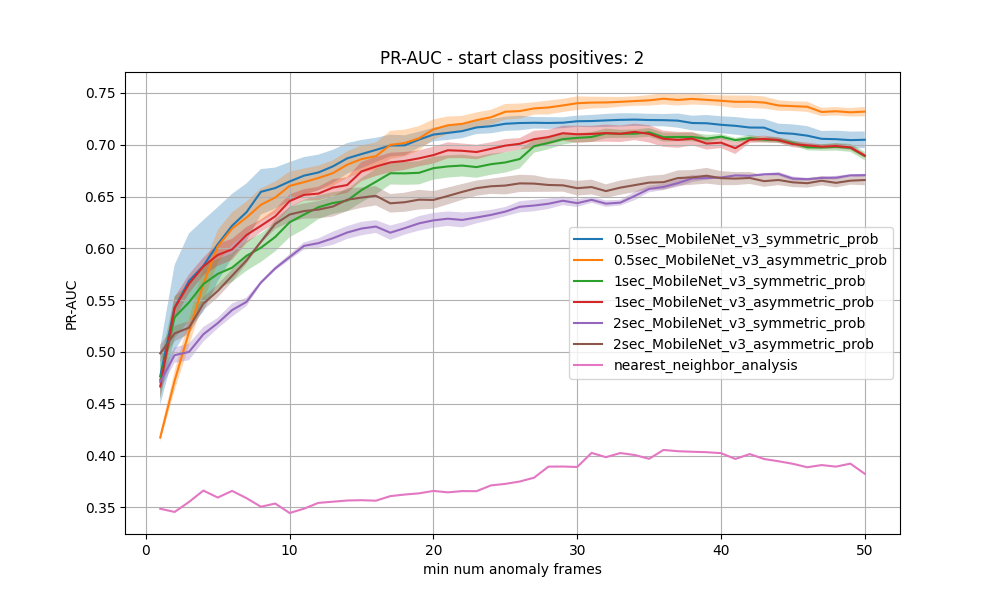 PR-AUC - start class positives: 2
PR-AUC
0.75
0.70
0.65
0.60
0.55
0.50
0.45
0.40
0.35
0.5sec_MobileNet_v3_symmetric_prob
0.5sec_MobileNet_v3_asymmetric_prob
1sec_MobileNet_v3_symmetric_prob
1sec_MobileNet_v3_asymmetric_prob
2sec_MobileNet_v3_symmetric_prob
2sec_MobileNet_v3_asymmetric_prob
nearest_neighbor_analysis
0 10 20 30 40 50
min num anomaly frames